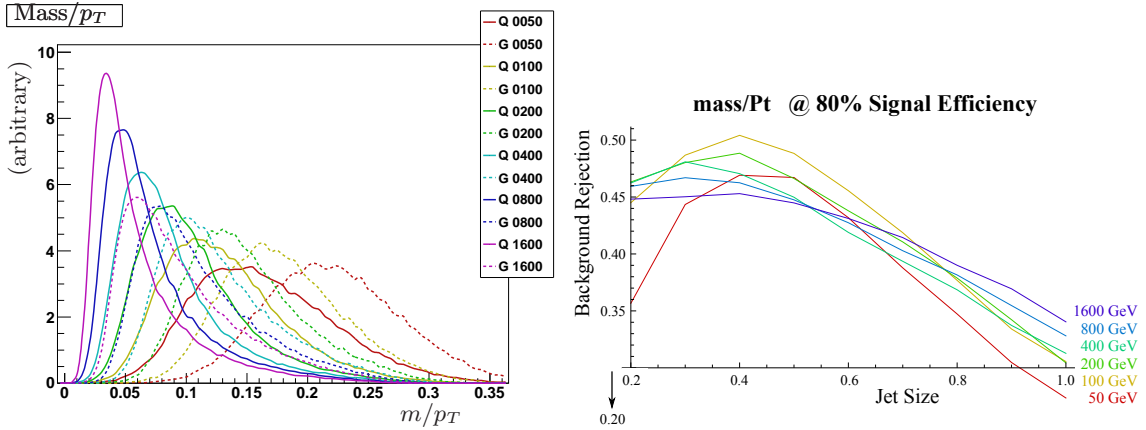 Mass/p_T
(arbitrary)
10
8
6
4
2
0
0
0.05
0.1
0.15
0.2
0.25
0.3
0.35
m/p_T
Q 0050
G 0050
Q 0100
G 0100
Q 0200
G 0200
Q 0400
G 0400
Q 0800
G 0800
Q 1600
G 1600
mass/Pt @ 80% Signal Efficiency
Background Rejection
0.50
0.45
0.40
0.35
0.2
0.4
0.6
0.8
1.0
0.20
Jet Size
1600 GeV
800 GeV
400 GeV
200 GeV
100 GeV
50 GeV